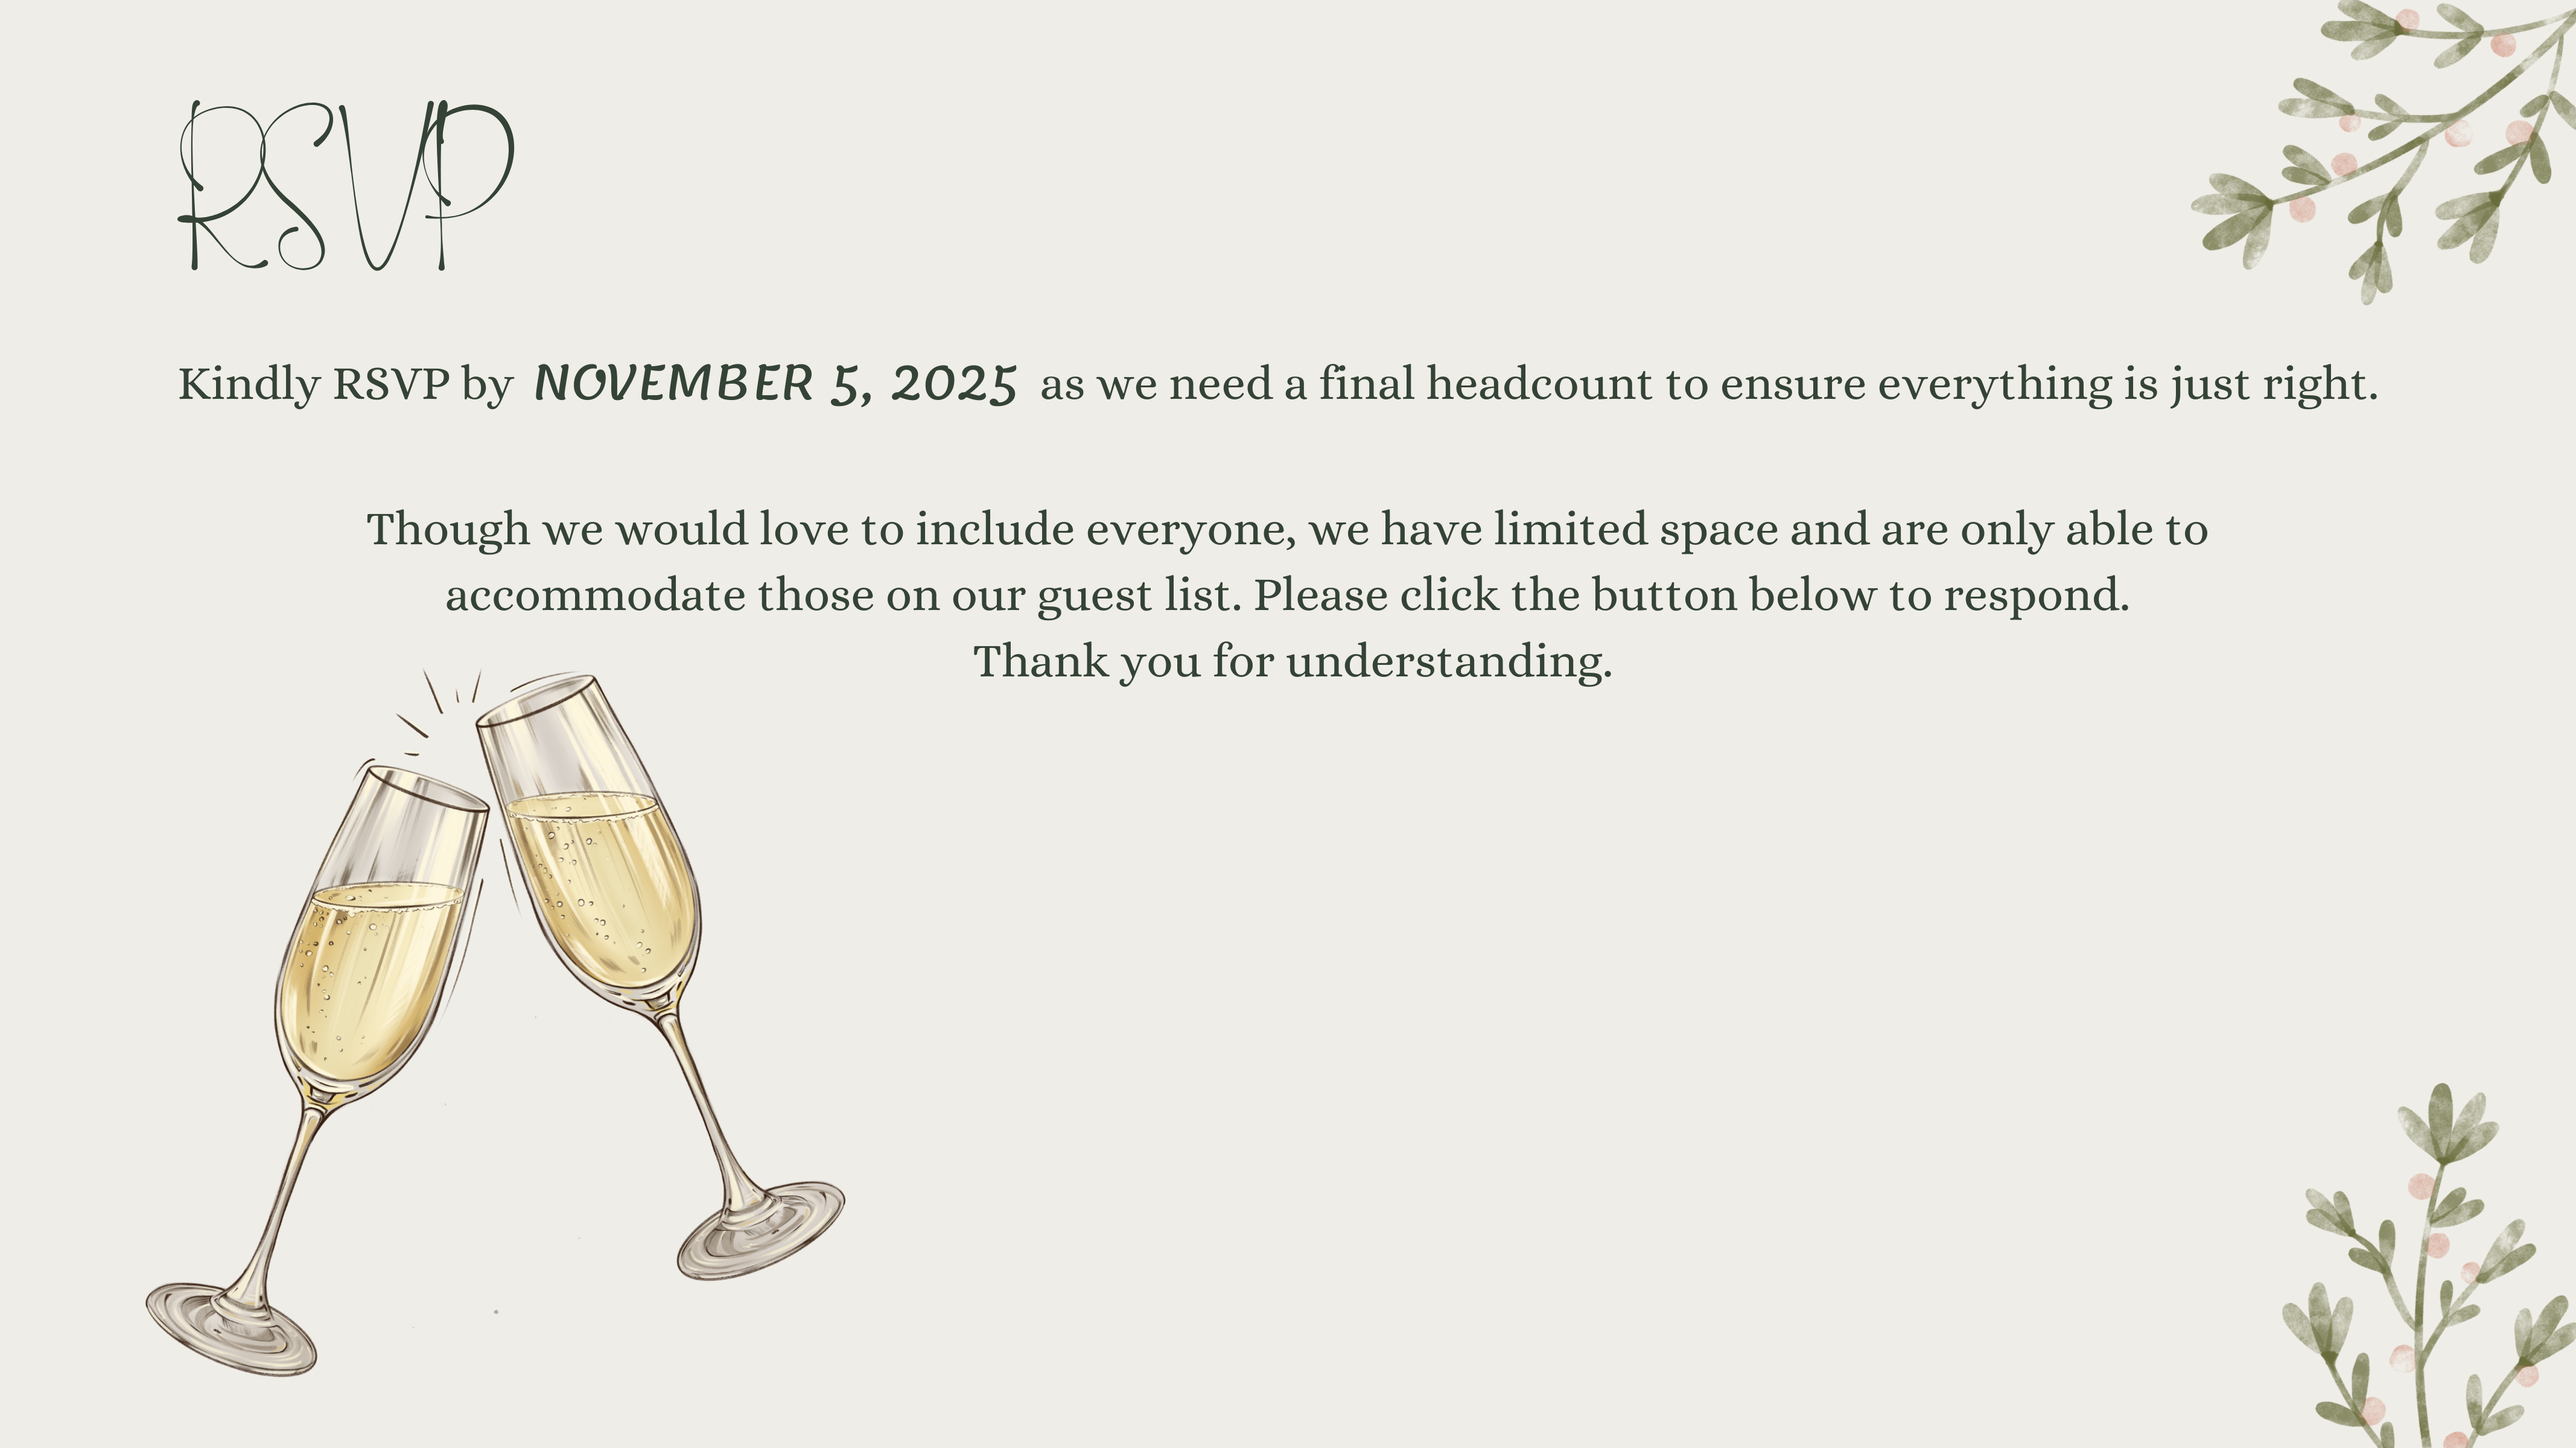 RSVP
Kindly RSVP by NOVEMBER 5, 2025 as we need a final headcount to ensure everything is just right.
Though we would love to include everyone, we have limited space and are only able to
accommodate those on our guest list. Please click the button below to respond.
Thank you for understanding.